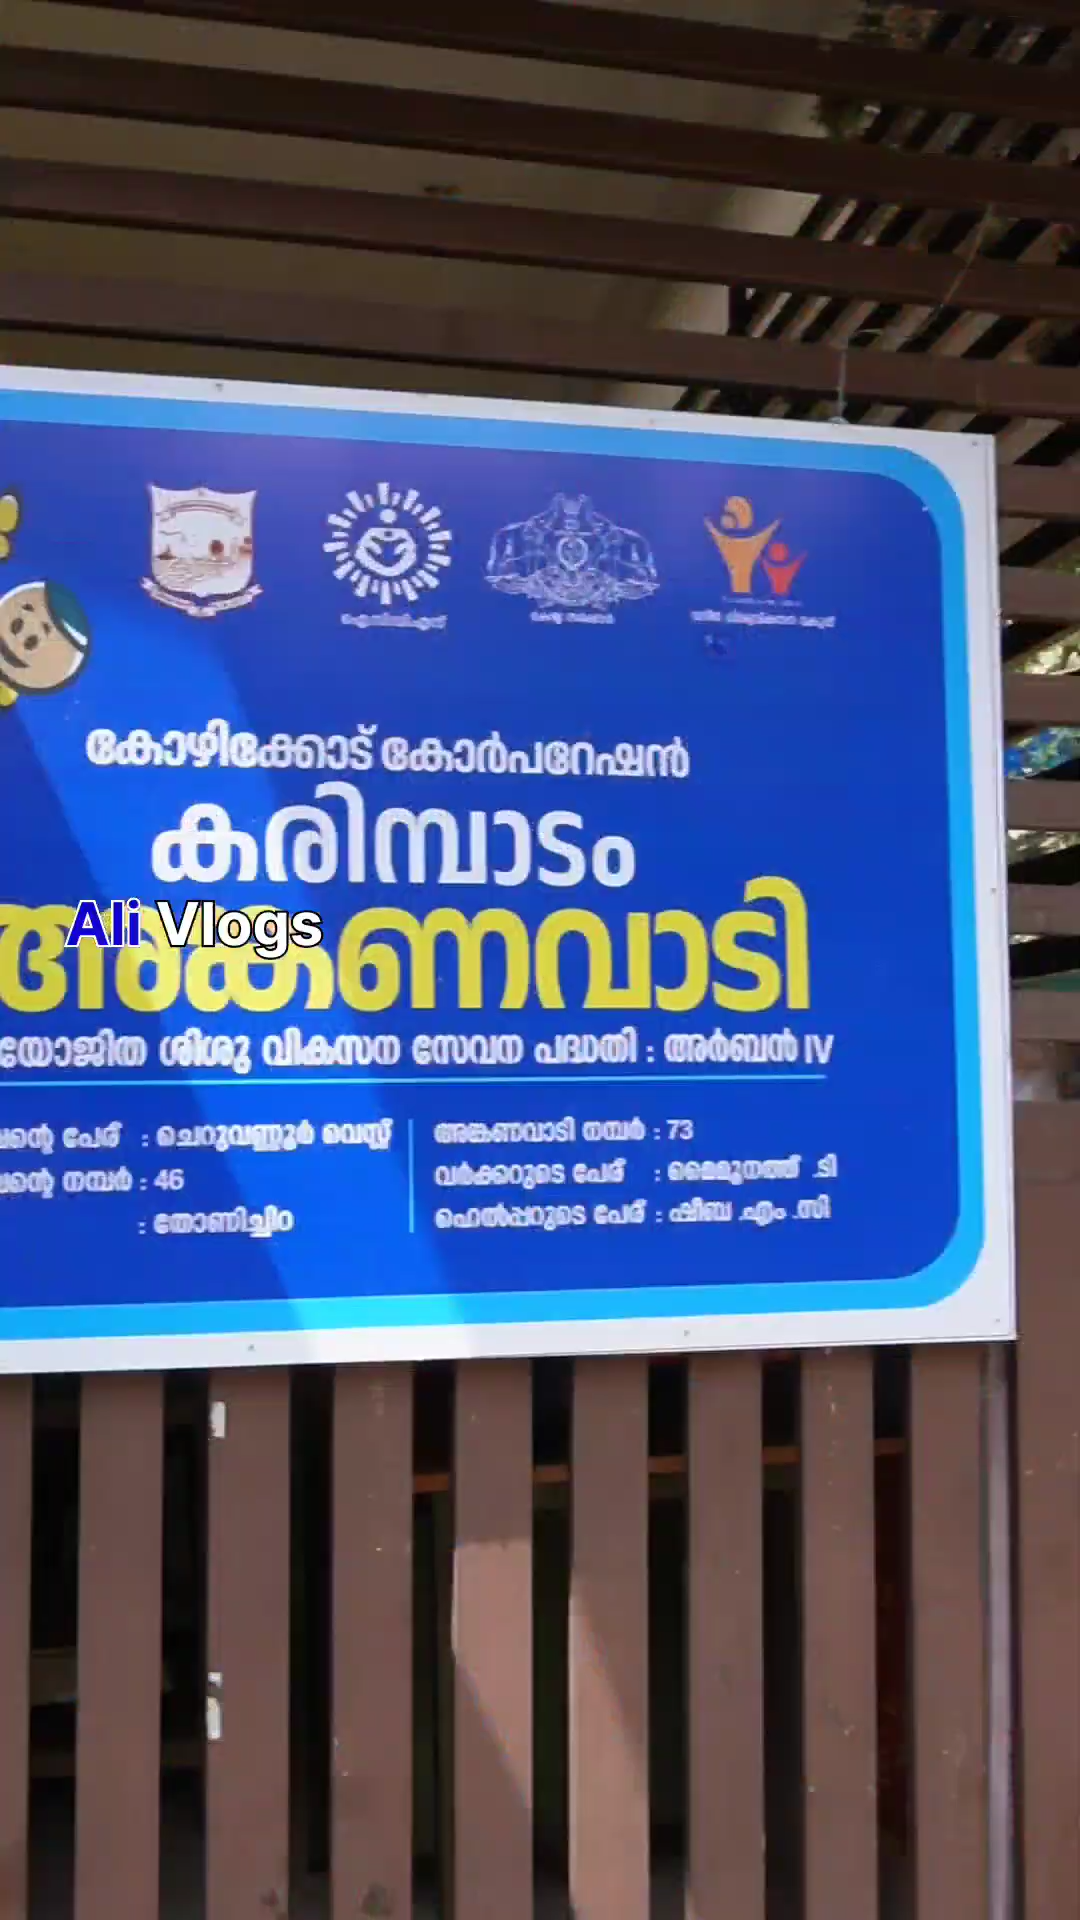 കോഴിക്കോട് കോർപറേഷൻ
കരിമ്പാടം
അങ്കണവാടി
Ali Vlogs
യോജിത ശിശു വികസന സേവന പദ്ധതി : അർബൻ IV
പേര് : ചെറുവണ്ണൂർ വെസ്റ്റ്
നമ്പർ : 46
: തോണിച്ചിറ
അങ്കണവാടി നമ്പർ : 73
വർക്കറുടെ പേര് : മൈമൂനത്ത് .ടി
ഹെൽപ്പറുടെ പേര് : ഷീബ .എം .സി